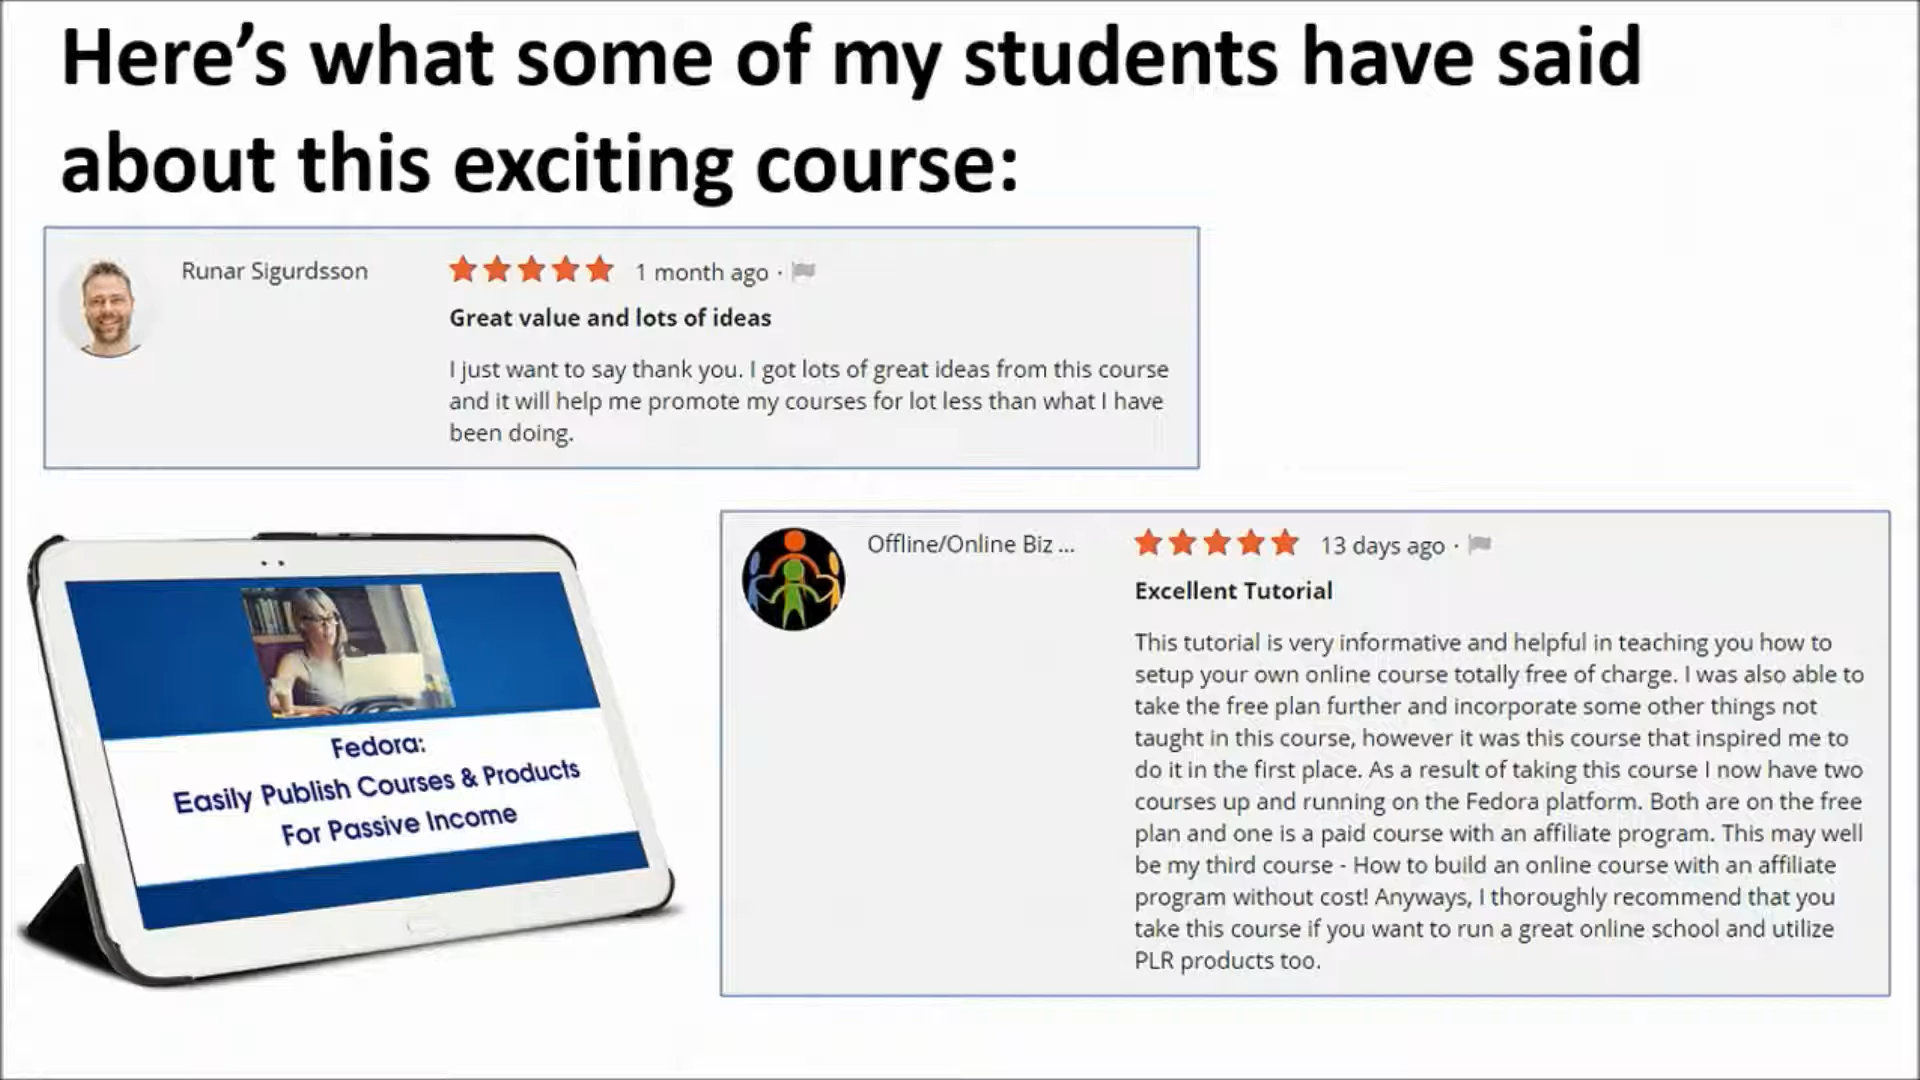 Here's what some of my students have said
about this exciting course:
Runar Sigurdsson
1 month ago ·
Great value and lots of ideas
I just want to say thank you. I got lots of great ideas from this course
and it will help me promote my courses for lot less than what I have
been doing.
Fedora:
Easily Publish Courses & Products
For Passive Income
Offline/Online Biz ...
13 days ago ·
Excellent Tutorial
This tutorial is very informative and helpful in teaching you how to
setup your own online course totally free of charge. I was also able to
take the free plan further and incorporate some other things not
taught in this course, however it was this course that inspired me to
do it in the first place. As a result of taking this course I now have two
courses up and running on the Fedora platform. Both are on the free
plan and one is a paid course with an affiliate program. This may well
be my third course - How to build an online course with an affiliate
program without cost! Anyways, I thoroughly recommend that you
take this course if you want to run a great online school and utilize
PLR products too.